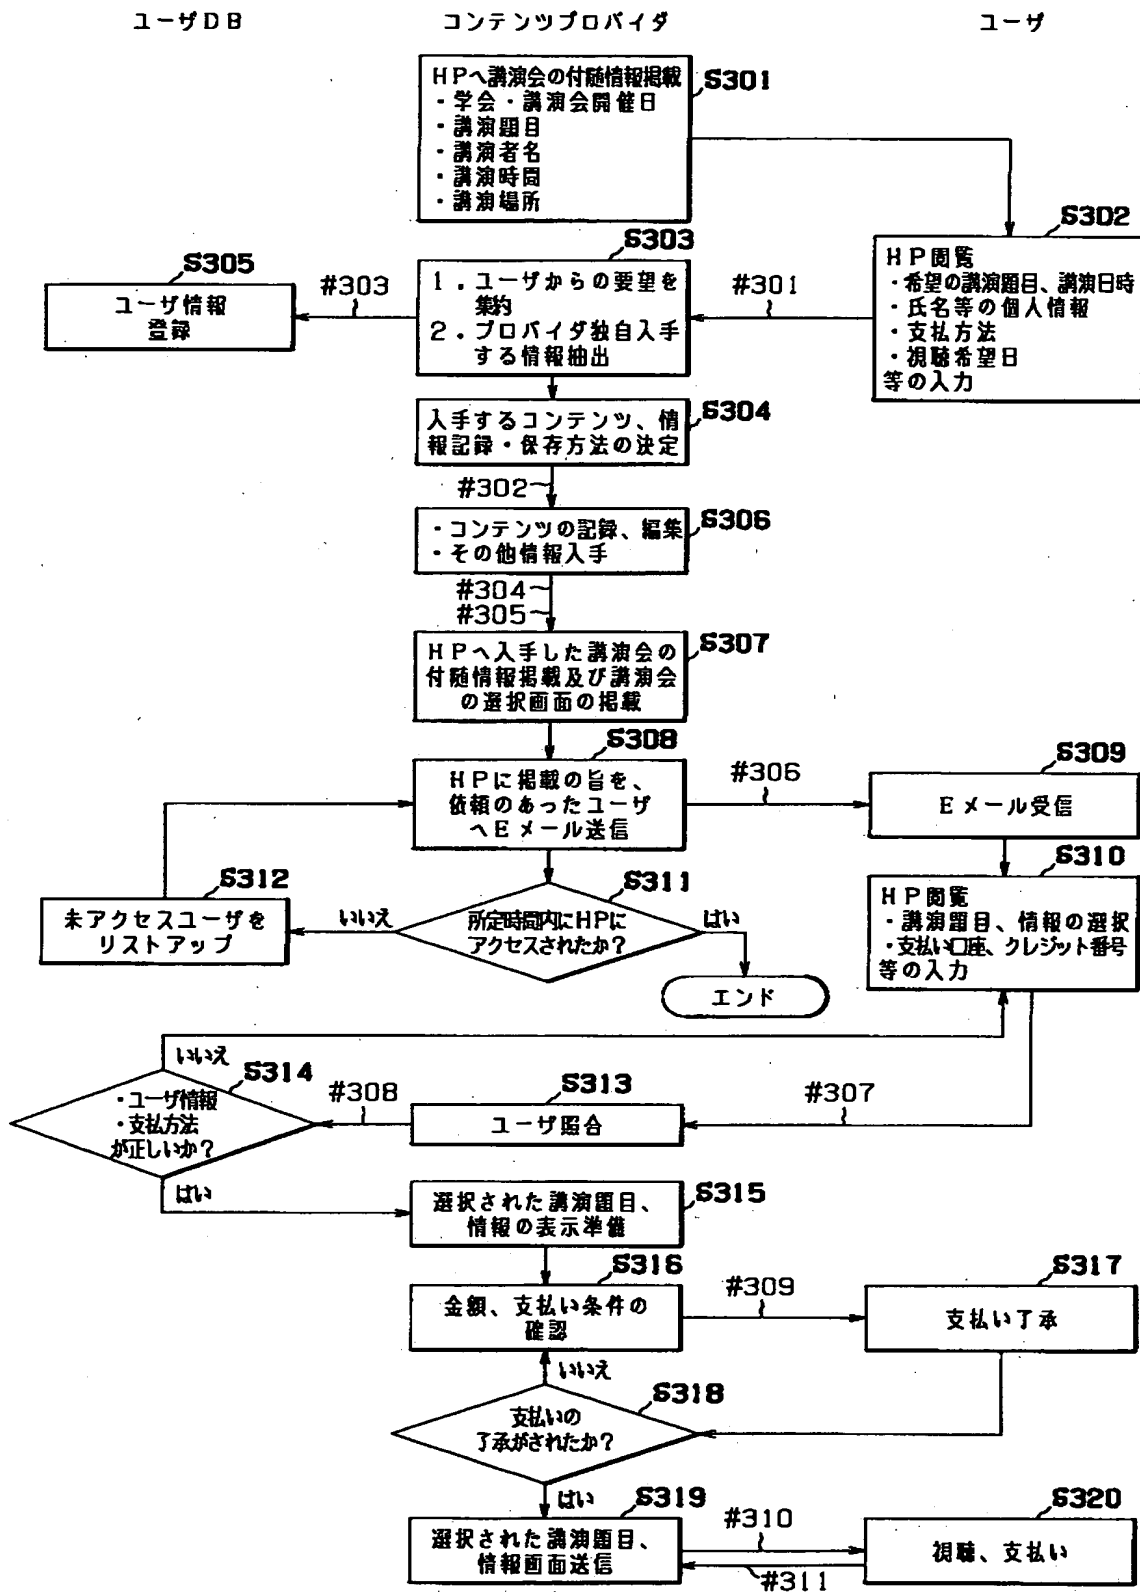 ユーザDB
コンテンツプロバイダ
ユーザ
S301
HPへ講演会の付随情報掲載
・学会・講演会開催日
・講演題目
・講演者名
・講演時間
・講演場所
S302
HP閲覧
・希望の講演題目、講演日時
・氏名等の個人情報
・支払方法
・視聴希望日
等の入力
#301
S303
1．ユーザからの要望を
集約
2．プロバイダ独自入手
する情報抽出
#303
S305
ユーザ情報
登録
S304
入手するコンテンツ、情
報記録・保存方法の決定
#302
S306
・コンテンツの記録、編集
・その他情報入手
#304
#305
S307
HPへ入手した講演会の
付随情報掲載及び講演会
の選択画面の掲載
S308
HPに掲載の旨を、
依頼のあったユーザ
へEメール送信
#306
S309
Eメール受信
S310
HP閲覧
・講演題目、情報の選択
・支払い口座、クレジット番号
等の入力
S311
所定時間内にHPに
アクセスされたか？
いいえ
はい
S312
未アクセスユーザを
リストアップ
エンド
#307
S313
ユーザ照合
#308
S314
・ユーザ情報
・支払方法
が正しいか？
いいえ
はい
S315
選択された講演題目、
情報の表示準備
S316
金額、支払い条件の
確認
#309
S317
支払い了承
いいえ
S318
支払いの
了承がされたか？
はい
S319
選択された講演題目、
情報画面送信
#310
#311
S320
視聴、支払い